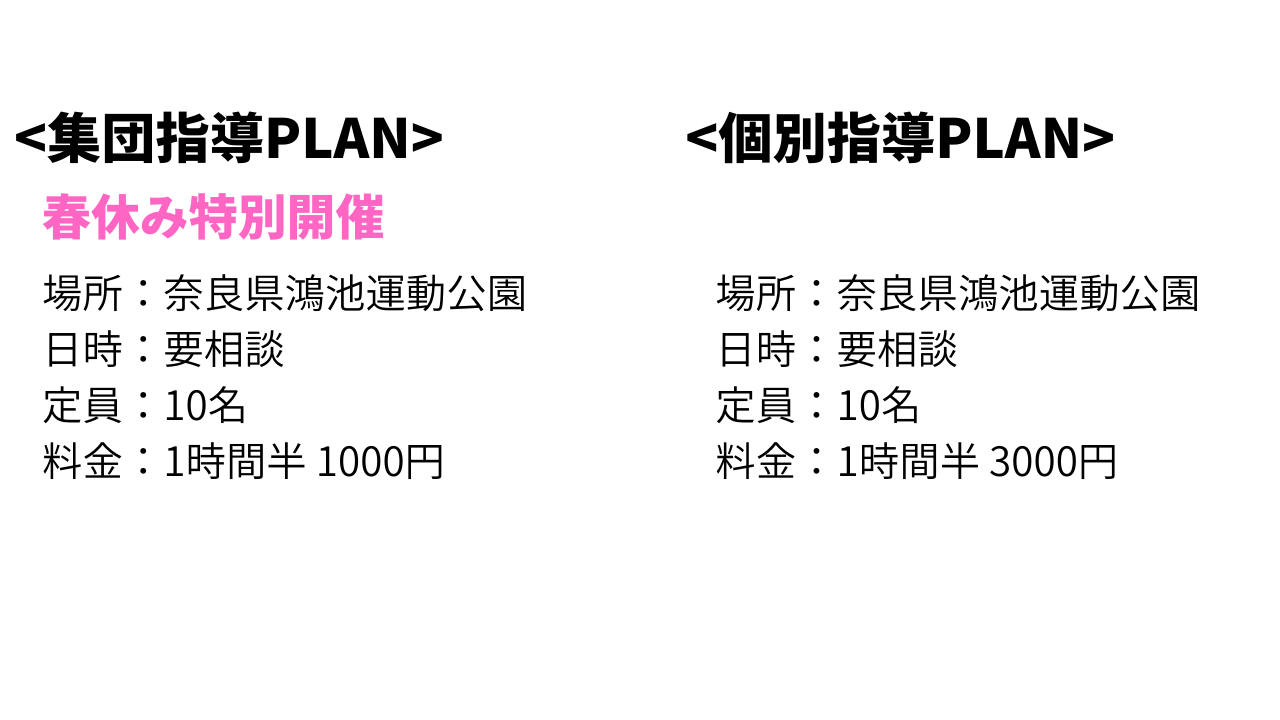 <集団指導PLAN>
春休み特別開催
場所：奈良県鴻池運動公園
日時：要相談
定員：10名
料金：1時間半 1000円
<個別指導PLAN>
場所：奈良県鴻池運動公園
日時：要相談
定員：10名
料金：1時間半 3000円